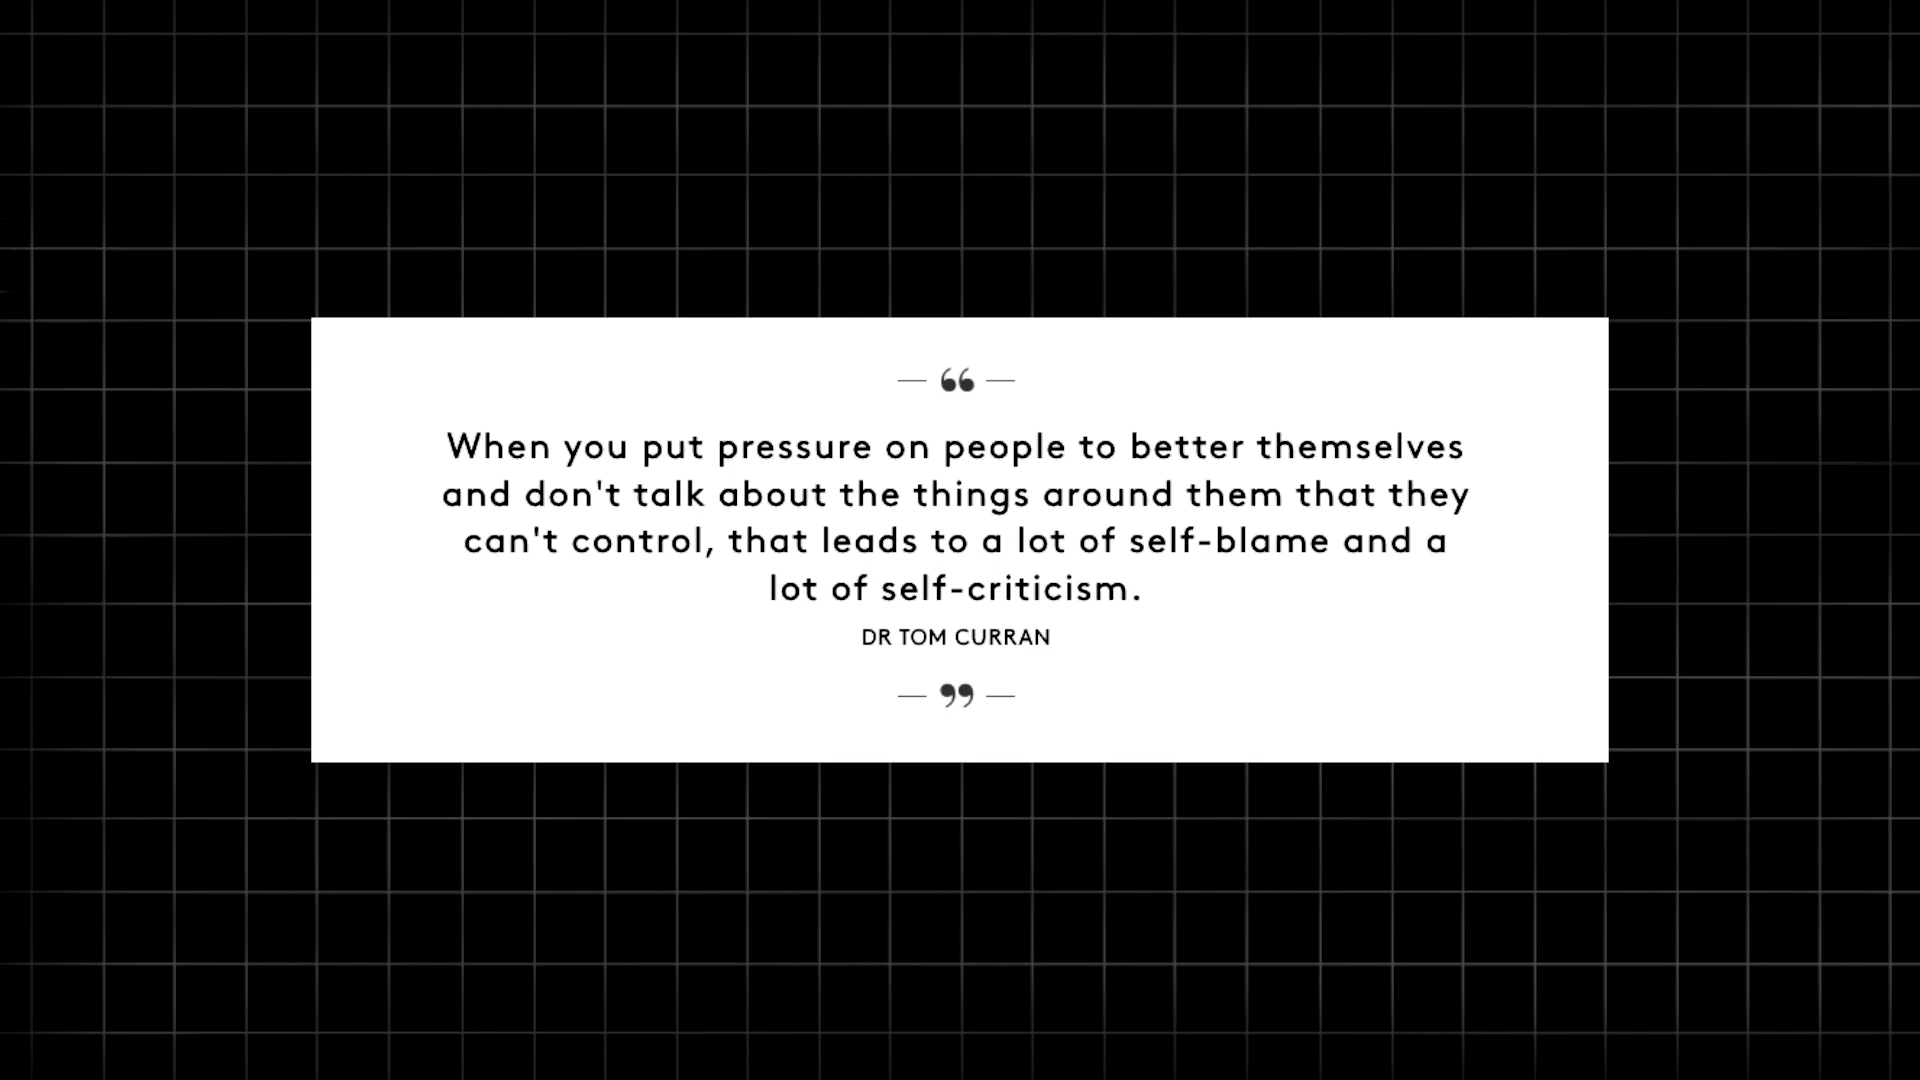 “
When you put pressure on people to better themselves
and don't talk about the things around them that they
can't control, that leads to a lot of self-blame and a
lot of self-criticism.
DR TOM CURRAN
”